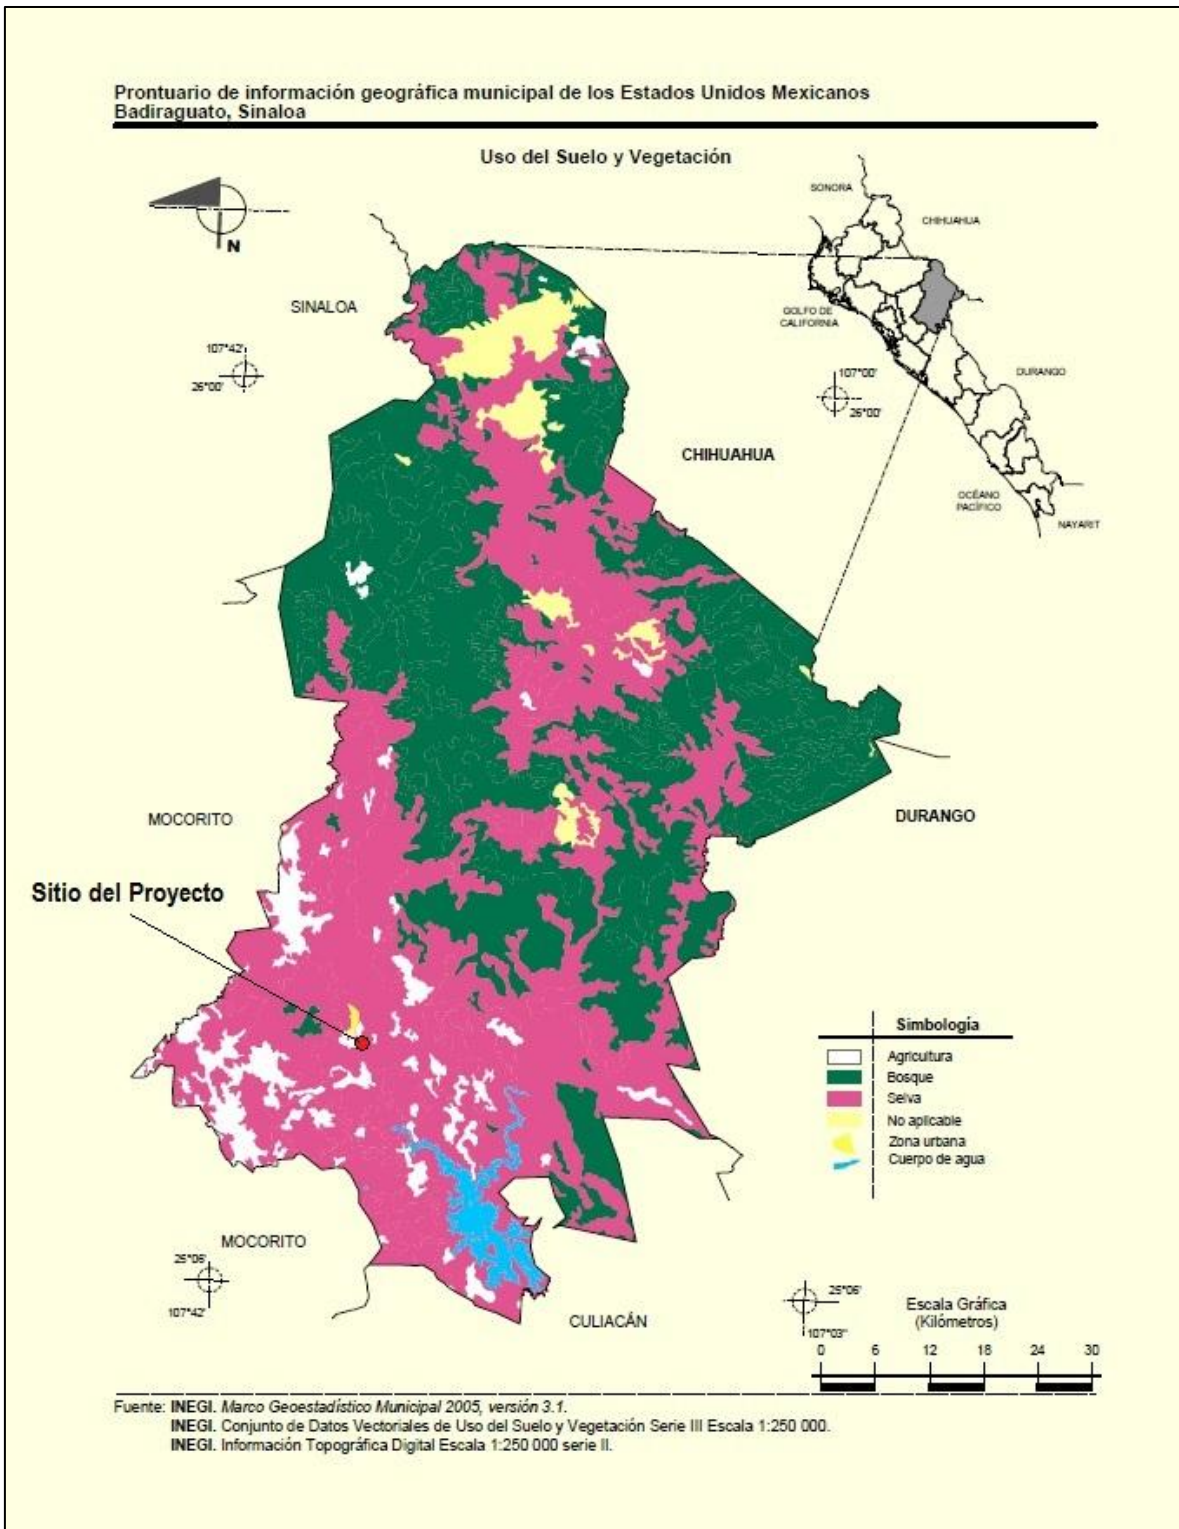 Prontuario de información geográfica municipal de los Estados Unidos Mexicanos
Badiraguato, Sinaloa
Uso del Suelo y Vegetación
N
SONORA
CHIHUAHUA
GOLFO DE
CALIFORNIA
DURANGO
OCÉANO
PACÍFICO
NAYARIT
107°00'
26°00'
SINALOA
107°42'
26°00'
CHIHUAHUA
MOCORITO
DURANGO
Sitio del Proyecto
Simbología
Agricultura
Bosque
Selva
No aplicable
Zona urbana
Cuerpo de agua
MOCORITO
25°06'
107°42'
CULIACÁN
25°06'
107°03"
Escala Gráfica
(Kilómetros)
0 6 12 18 24 30
Fuente: INEGI. Marco Geoestadístico Municipal 2005, versión 3.1.
INEGI. Conjunto de Datos Vectoriales de Uso del Suelo y Vegetación Serie III Escala 1:250 000.
INEGI. Información Topográfica Digital Escala 1:250 000 serie II.